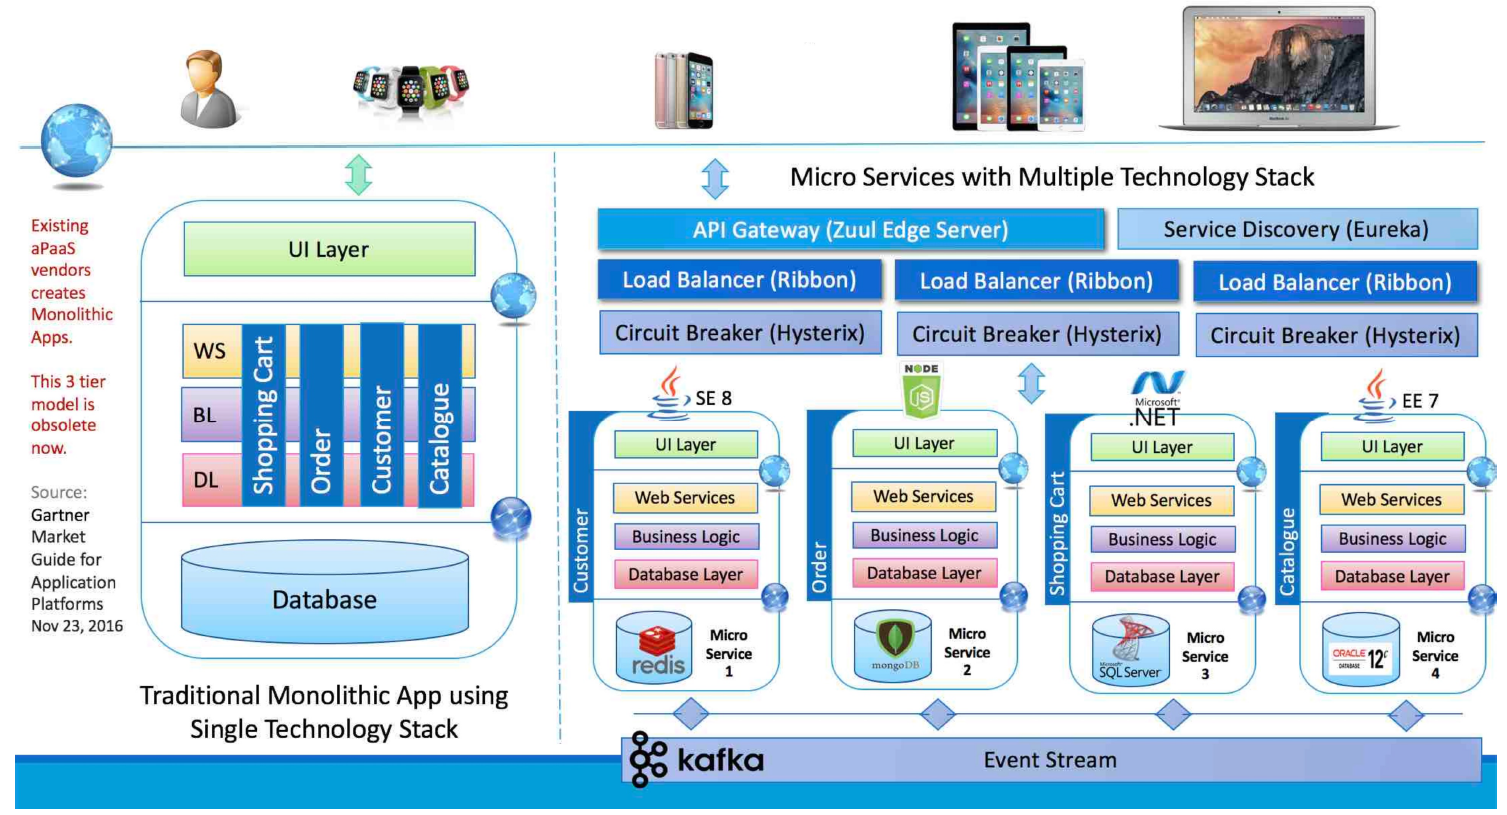 Existing
aPaaS
vendors
creates
Monolithic
Apps.
This 3 tier
model is
obsolete
now.
Source:
Gartner
Market
Guide for
Application
Platforms
Nov 23, 2016
UI Layer
WS
BL
DL
Shopping Cart
Order
Customer
Catalogue
Database
Traditional Monolithic App using
Single Technology Stack
Micro Services with Multiple Technology Stack
API Gateway (Zuul Edge Server)
Service Discovery (Eureka)
Load Balancer (Ribbon)
Load Balancer (Ribbon)
Load Balancer (Ribbon)
Circuit Breaker (Hysterix)
Circuit Breaker (Hysterix)
Circuit Breaker (Hysterix)
SE 8
Customer
UI Layer
Web Services
Business Logic
Database Layer
redis
Micro
Service
1
NODE
JS
Order
UI Layer
Web Services
Business Logic
Database Layer
mongoDB
Micro
Service
2
Microsoft
.NET
Shopping Cart
UI Layer
Web Services
Business Logic
Database Layer
Microsoft
SQL Server
Micro
Service
3
EE 7
Catalogue
UI Layer
Web Services
Business Logic
Database Layer
ORACLE
DATABASE
12c
Micro
Service
4
kafka
Event Stream